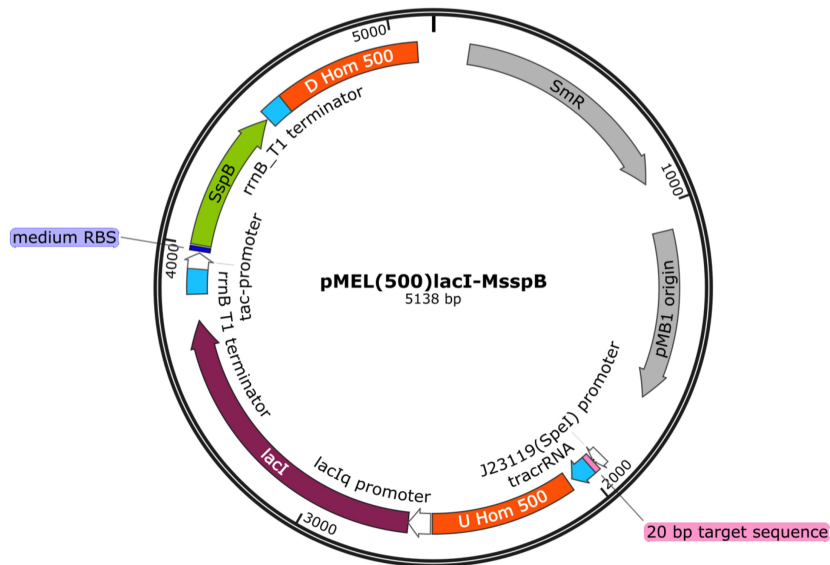 5000
D Hom 500
SmR
rrnB_T1 terminator
SspB
1000
medium RBS
4000
tac-promoter
pMEL(500)lacI-MsspB
5138 bp
pMB1 origin
rrnB T1 terminator
J23119(SpeI) promoter
tracrRNA
lacI
lacIq promoter
2000
U Hom 500
3000
20 bp target sequence